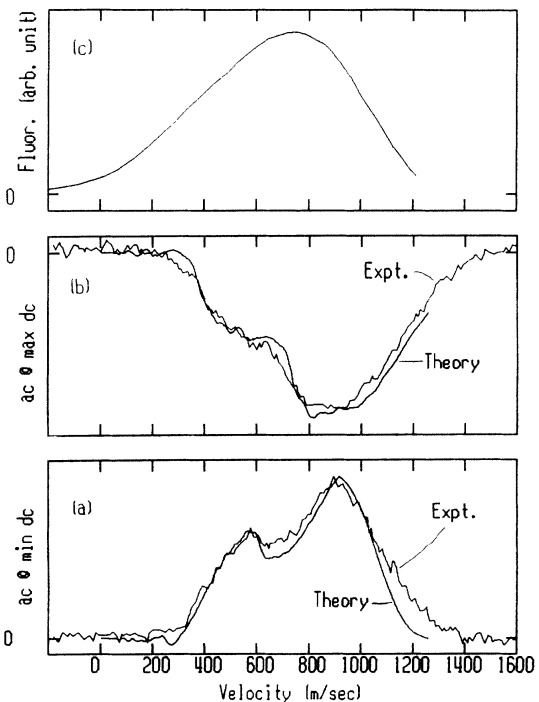 (c)
Fluor. (arb. unit)
0
0
(b)
Expt.
Theory
ac @ max dc
(a)
Expt.
Theory
ac @ min dc
0
0 200 400 600 800 1000 1200 1400 1600
Velocity (m/sec)